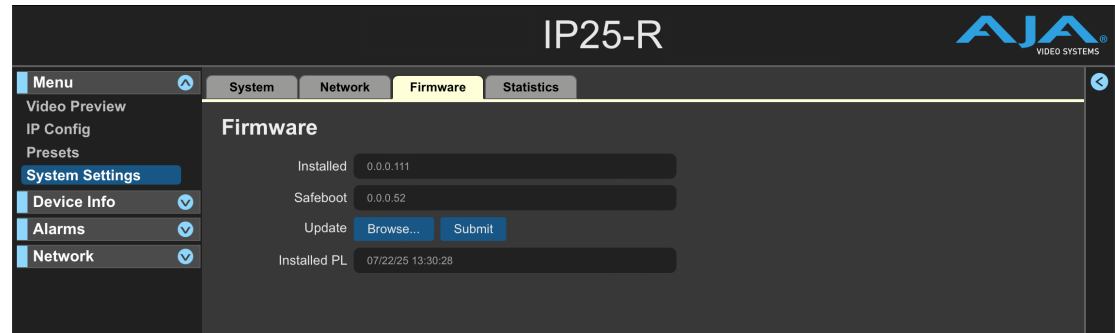 IP25-R
AJA®
VIDEO SYSTEMS
Menu
Video Preview
IP Config
Presets
System Settings
Device Info
Alarms
Network
System Network Firmware Statistics
Firmware
Installed 0.0.0.111
Safeboot 0.0.0.52
Update Browse... Submit
Installed PL 07/22/25 13:30:28